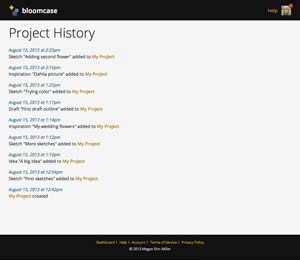 bloomcase
Help
Project History
August 15, 2013 at 2:23pm
Sketch "Adding second flower" added to My Project
August 15, 2013 at 2:15pm
Inspiration "Dahlia picture" added to My Project
August 15, 2013 at 1:25pm
Sketch "Trying color" added to My Project
August 15, 2013 at 1:17pm
Draft "First draft outline" added to My Project
August 15, 2013 at 1:14pm
Inspiration "My wedding flowers" added to My Project
August 15, 2013 at 1:12pm
Sketch "More sketches" added to My Project
August 15, 2013 at 1:10pm
Idea "A big idea" added to My Project
August 15, 2013 at 12:54pm
Sketch "First sketches" added to My Project
August 15, 2013 at 12:42pm
My Project created
Dashboard | Help | Account | Terms of Service | Privacy Policy
© 2013 Megan Erin Miller